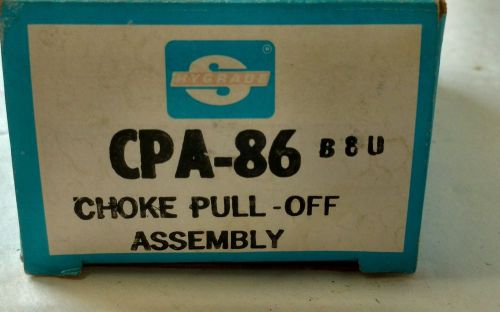 S
HYGRADE ®
CPA-86 B8U
CHOKE PULL-OFF
ASSEMBLY